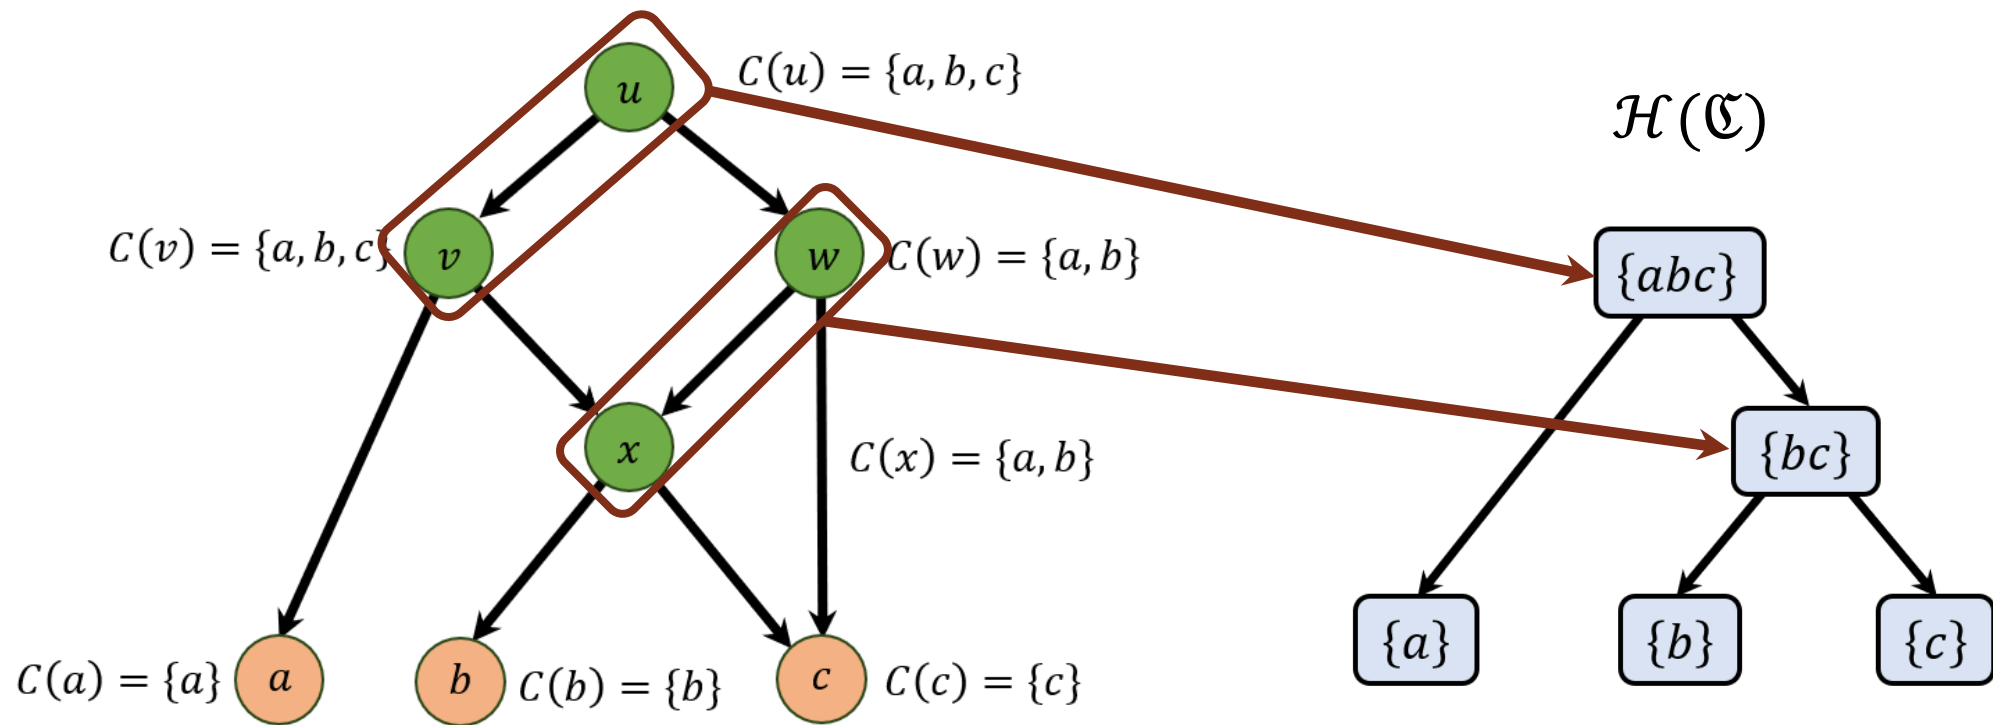 u
C(u) = {a, b, c}
ℋ(ℭ)
C(v) = {a, b, c}
v
w
C(w) = {a, b}
{abc}
x
C(x) = {a, b}
{bc}
C(a) = {a}
a
b
C(b) = {b}
c
C(c) = {c}
{a}
{b}
{c}